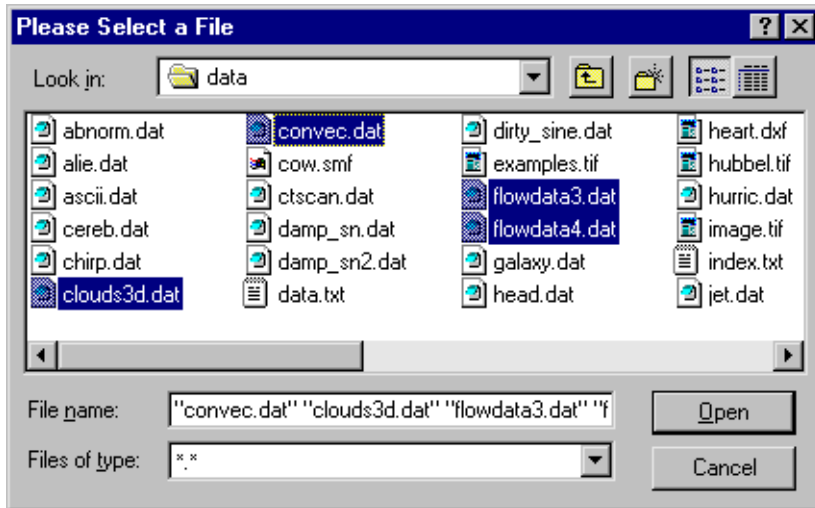 Please Select a File
Look in: data
abnorm.dat convec.dat dirty_sine.dat heart.dxf
alie.dat cow.smf examples.tif hubbel.tif
ascii.dat ctscan.dat flowdata3.dat hurric.dat
cereb.dat damp_sn.dat flowdata4.dat image.tif
chirp.dat damp_sn2.dat galaxy.dat index.txt
clouds3d.dat data.txt head.dat jet.dat
File name: "convec.dat" "clouds3d.dat" "flowdata3.dat" "f Open
Files of type: *.* Cancel